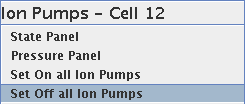 Ion Pumps - Cell 12
State Panel
Pressure Panel
Set On all Ion Pumps
Set Off all Ion Pumps